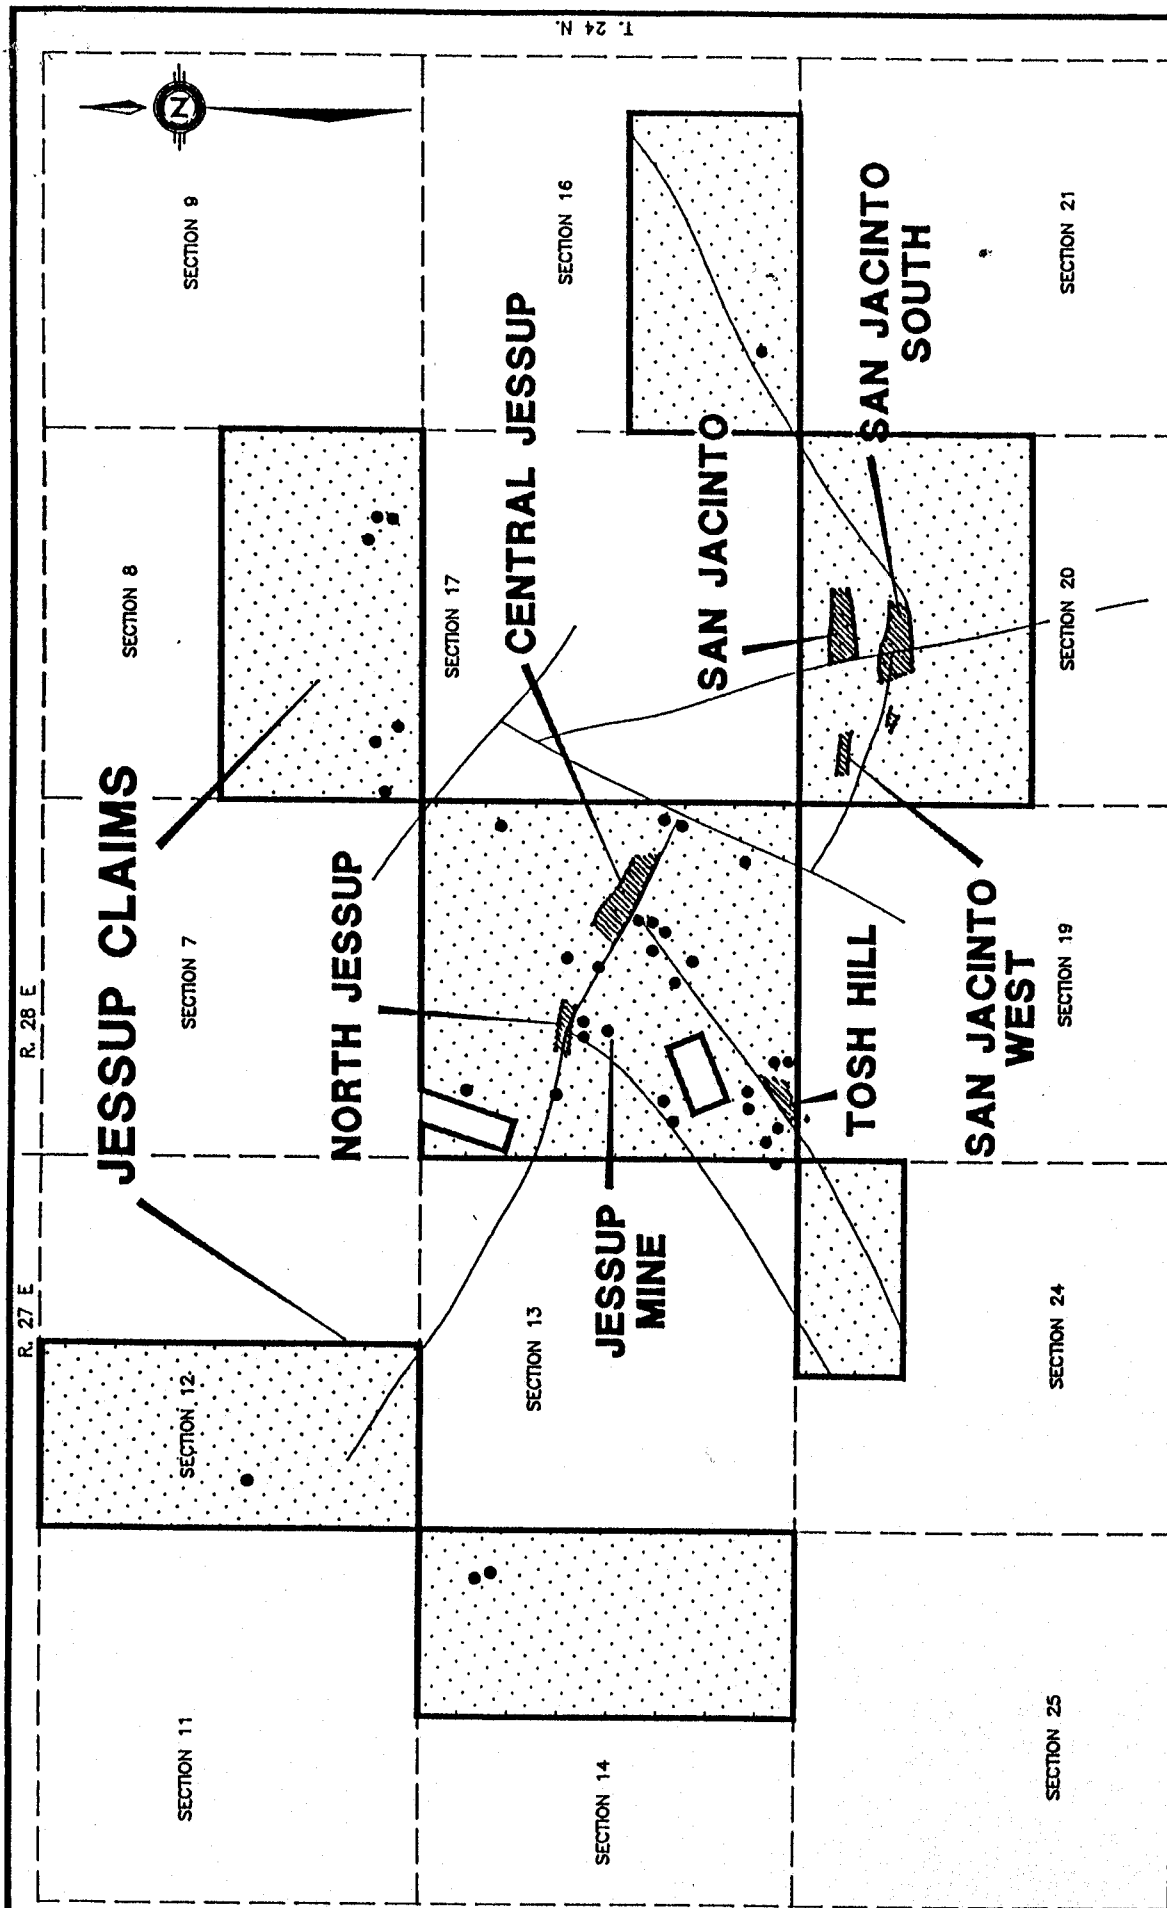 T. 24 N.
R. 27 E
R. 28 E
N
SECTION 11
SECTION 12
SECTION 7
SECTION 8
SECTION 9
JESSUP CLAIMS
SECTION 14
SECTION 13
NORTH JESSUP
SECTION 17
CENTRAL JESSUP
SECTION 16
JESSUP
MINE
SAN JACINTO
TOSH HILL
SAN JACINTO
SOUTH
SAN JACINTO
WEST
SECTION 25
SECTION 24
SECTION 19
SECTION 20
SECTION 21